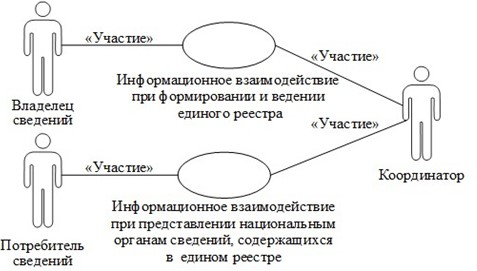 «Участие»
«Участие»
Владелец
сведений
Информационное взаимодействие
при формировании и ведении
единого реестра
«Участие»
«Участие»
Координатор
Потребитель
сведений
Информационное взаимодействие
при представлении национальным
органам сведений, содержащихся
в едином реестре